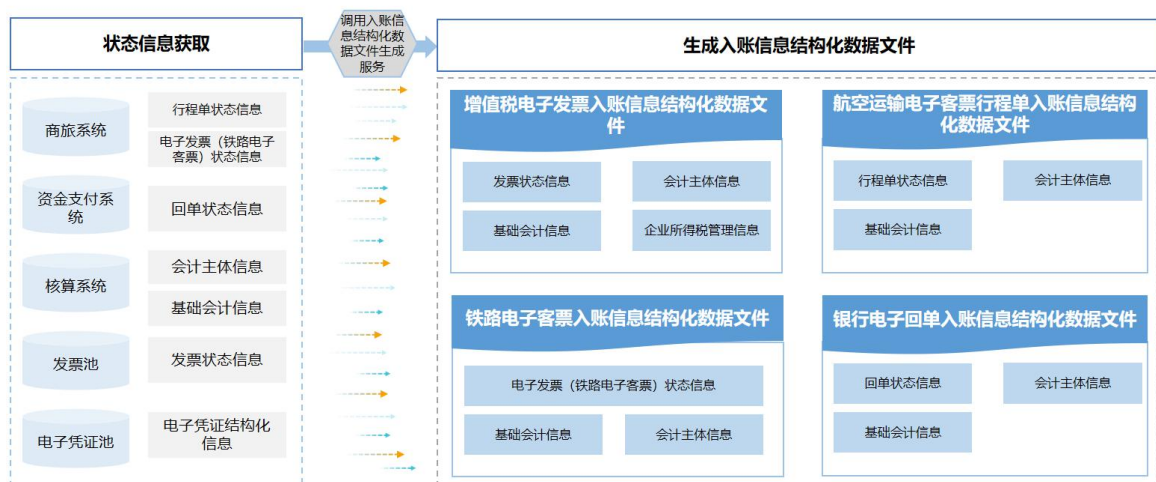 状态信息获取
调用入账信
息结构化数
据文件生成
服务
生成入账信息结构化数据文件
商旅系统
行程单状态信息
电子发票（铁路电子
客票）状态信息
资金支付系
统
回单状态信息
核算系统
会计主体信息
基础会计信息
发票池
发票状态信息
电子凭证池
电子凭证结构化
信息
增值税电子发票入账信息结构化数据文
件
发票状态信息
会计主体信息
基础会计信息
企业所得税管理信息
航空运输电子客票行程单入账信息结构
化数据文件
行程单状态信息
会计主体信息
基础会计信息
铁路电子客票入账信息结构化数据文件
电子发票（铁路电子客票）状态信息
基础会计信息
会计主体信息
银行电子回单入账信息结构化数据文件
回单状态信息
会计主体信息
基础会计信息